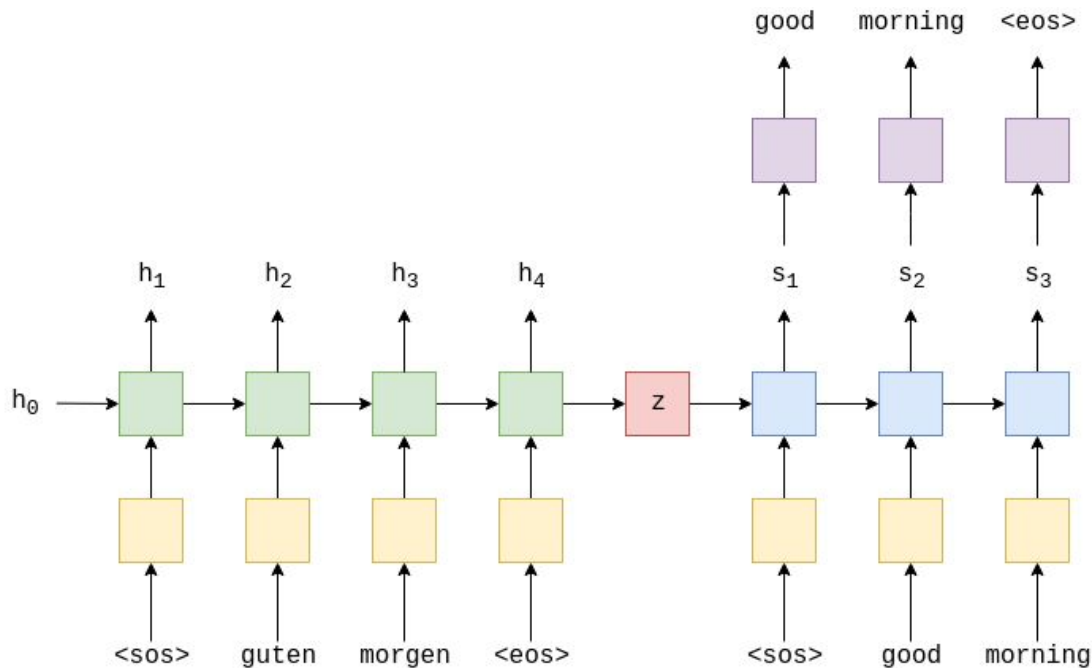 good morning <eos>
h₁ h₂ h₃ h₄ s₁ s₂ s₃
h₀ z
<sos> guten morgen <eos> <sos> good morning